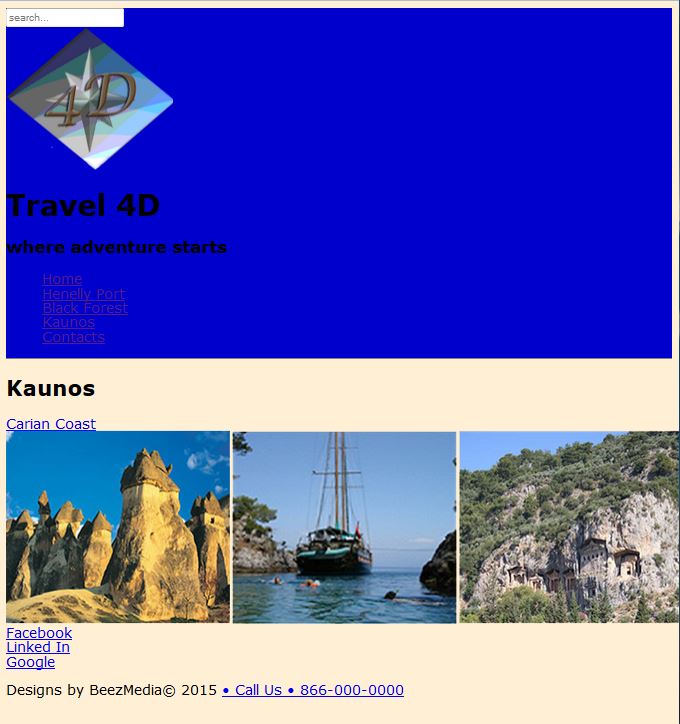 search...
4D
Travel 4D
where adventure starts
Home
Henelly Port
Black Forest
Kaunos
Contacts
Kaunos
Carian Coast
Facebook
Linked In
Google
Designs by BeezMedia© 2015 • Call Us • 866-000-0000